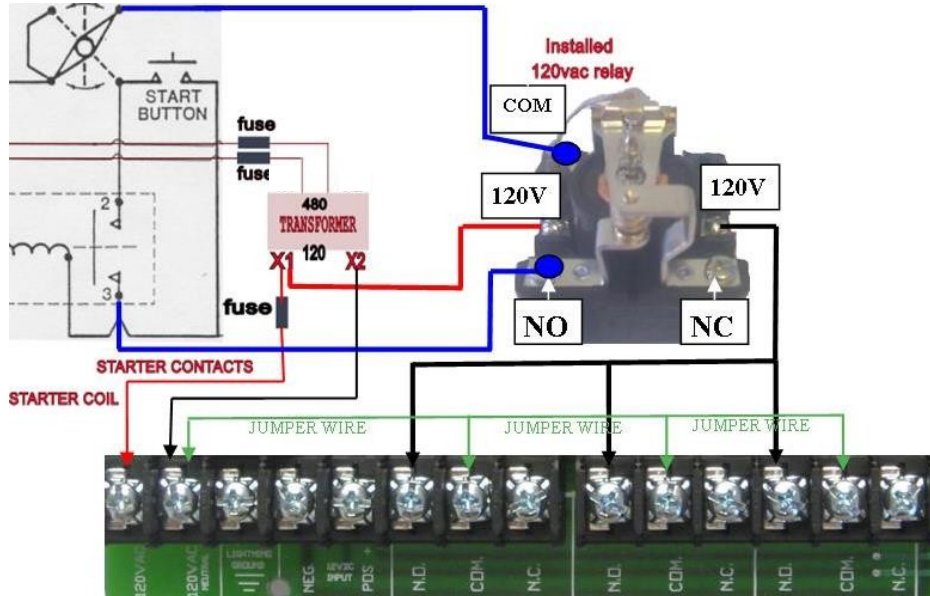 Installed
120vac relay
COM
START
BUTTON
fuse
fuse
120V
120V
2
480
TRANSFORMER
120
X1
X2
3
fuse
NO
NC
STARTER CONTACTS
STARTER COIL
JUMPER WIRE
JUMPER WIRE
JUMPER WIRE
120VAC
120VAC
NEUTRAL
LIGHTNING
GROUND
NEG.
12VDC
INPUT
POS +
N.O.
COM.
N.C.
N.O.
COM.
N.C.
N.O.
COM.
N.C.